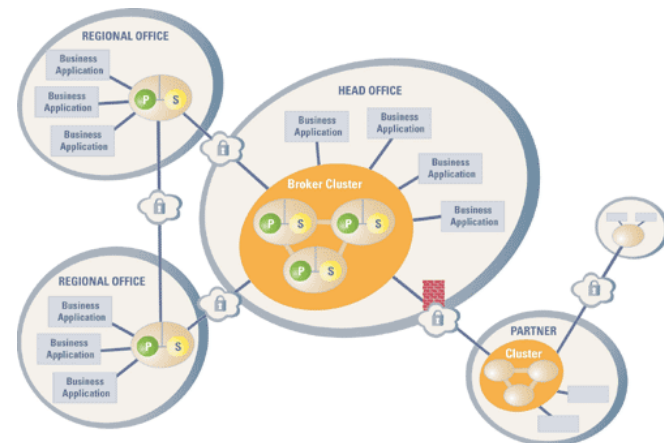 REGIONAL OFFICE
Business
Application
Business
Application
Business
Application
P
S
HEAD OFFICE
Business
Application
Business
Application
Business
Application
Business
Application
Broker Cluster
P
S
P
S
P
S
REGIONAL OFFICE
Business
Application
Business
Application
Business
Application
P
S
PARTNER
Cluster